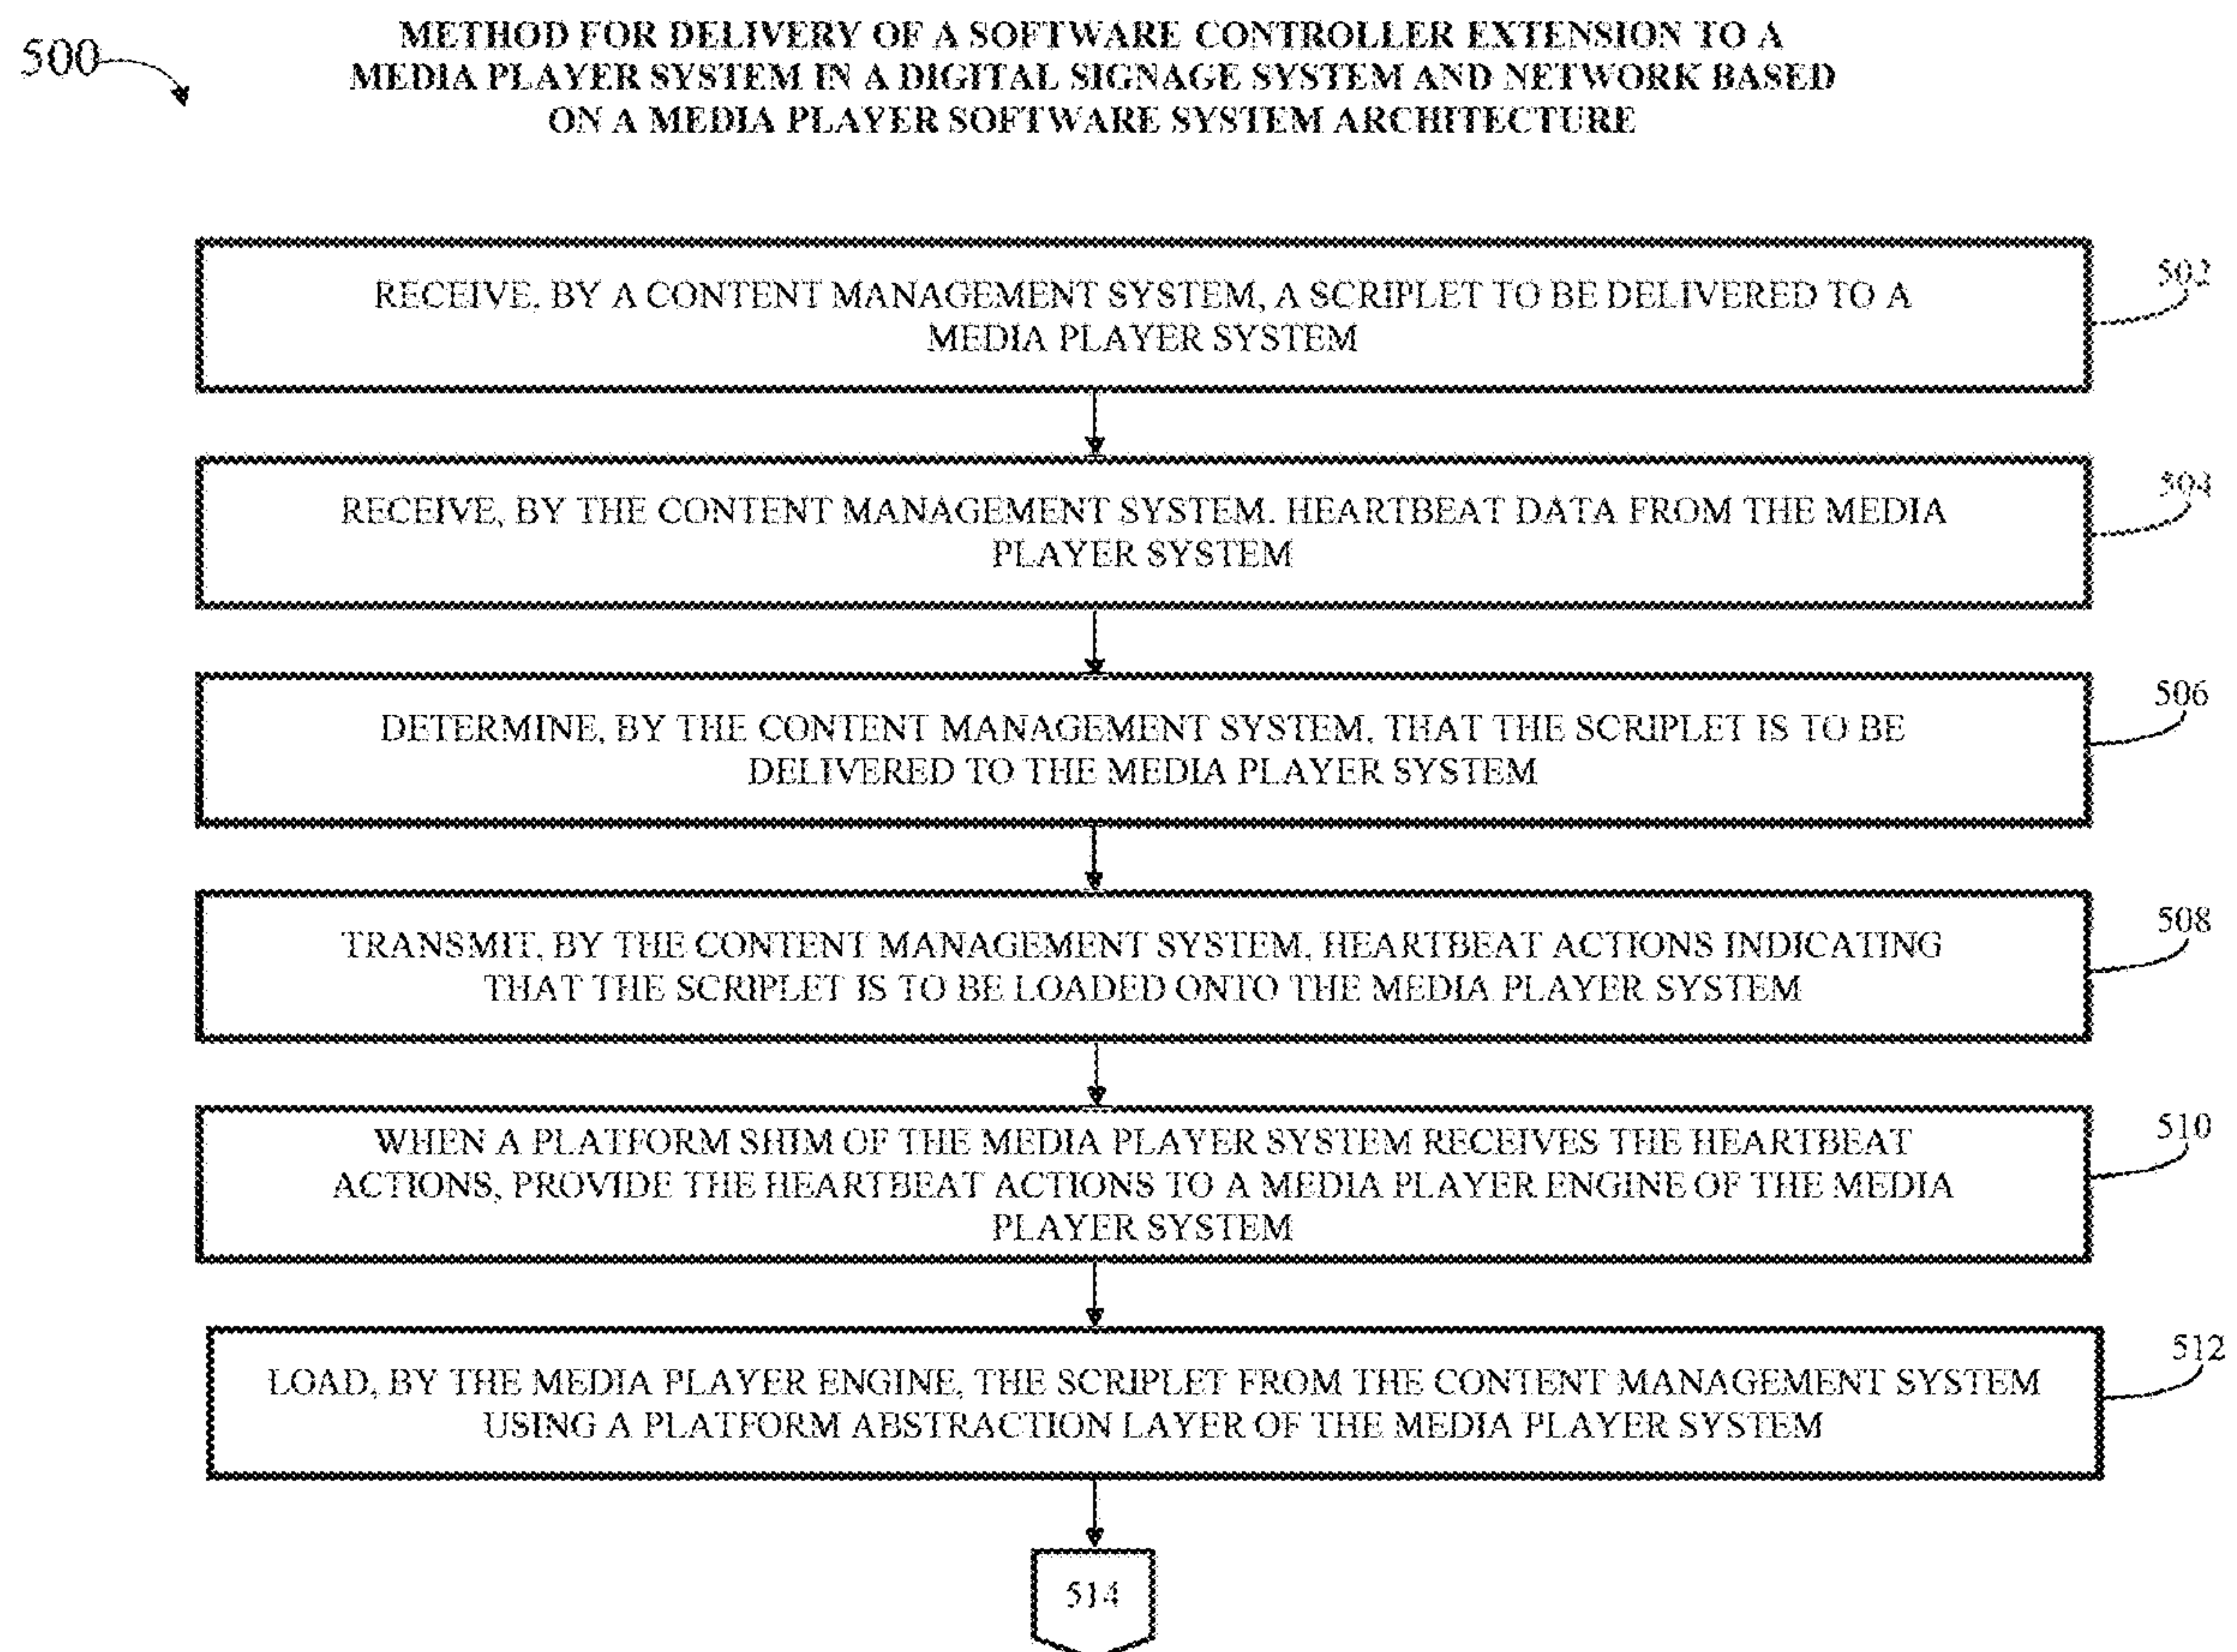 500
METHOD FOR DELIVERY OF A SOFTWARE CONTROLLER EXTENSION TO A
MEDIA PLAYER SYSTEM IN A DIGITAL SIGNAGE SYSTEM AND NETWORK BASED
ON A MEDIA PLAYER SOFTWARE SYSTEM ARCHITECTURE
RECEIVE, BY A CONTENT MANAGEMENT SYSTEM, A SCRIPLET TO BE DELIVERED TO A
MEDIA PLAYER SYSTEM
502
RECEIVE, BY THE CONTENT MANAGEMENT SYSTEM, HEARTBEAT DATA FROM THE MEDIA
PLAYER SYSTEM
504
DETERMINE, BY THE CONTENT MANAGEMENT SYSTEM, THAT THE SCRIPLET IS TO BE
DELIVERED TO THE MEDIA PLAYER SYSTEM
506
TRANSMIT, BY THE CONTENT MANAGEMENT SYSTEM, HEARTBEAT ACTIONS INDICATING
THAT THE SCRIPLET IS TO BE LOADED ONTO THE MEDIA PLAYER SYSTEM
508
WHEN A PLATFORM SHIM OF THE MEDIA PLAYER SYSTEM RECEIVES THE HEARTBEAT
ACTIONS, PROVIDE THE HEARTBEAT ACTIONS TO A MEDIA PLAYER ENGINE OF THE MEDIA
PLAYER SYSTEM
510
LOAD, BY THE MEDIA PLAYER ENGINE, THE SCRIPLET FROM THE CONTENT MANAGEMENT SYSTEM
USING A PLATFORM ABSTRACTION LAYER OF THE MEDIA PLAYER SYSTEM
512
514